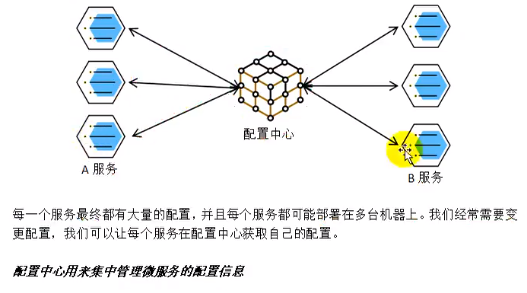 配置中心
A 服务
B 服务
每一个服务最终都有大量的配置，并且每个服务都可能部署在多台机器上。我们经常需要变
更配置，我们可以让每个服务在配置中心获取自己的配置。
配置中心用来集中管理微服务的配置信息